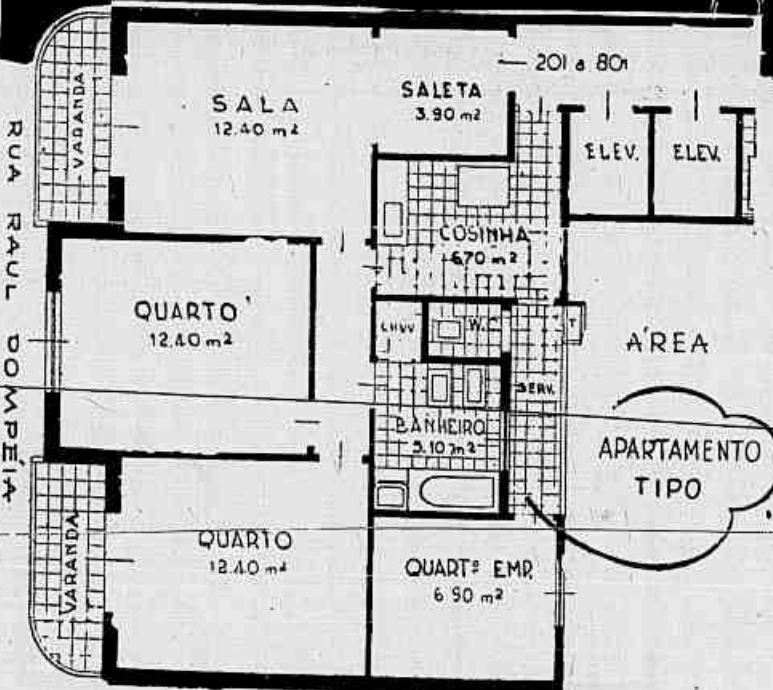 RUA RAUL POMPÉIA
VARANDA
SALA
12.40 m2
SALETA
3.90 m2
201 a 801
ELEV.
ELEV.
COSINHA
6.70 m2
QUARTO
12.40 m2
CHUV
W.C.
T
ÁREA
SERV.
BANHEIRO
5.10 m2
APARTAMENTO
TIPO
VARANDA
QUARTO
12.40 m2
QUARTº EMP.
6 90 m2